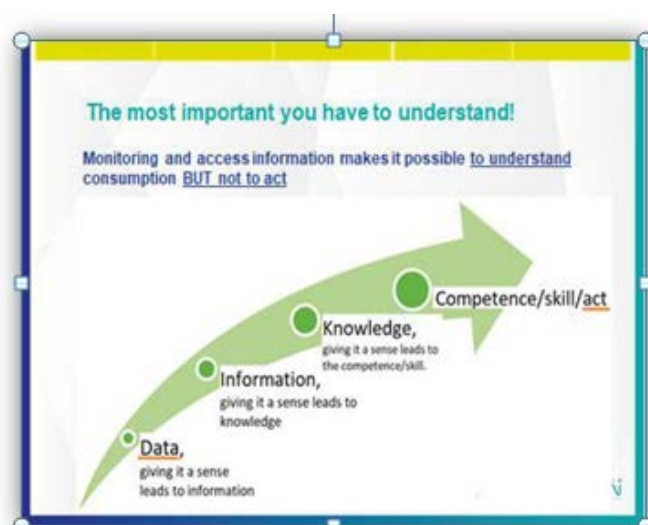 The most important you have to understand!
Monitoring and access information makes it possible to understand
consumption BUT not to act
Competence/skill/act
Knowledge,
giving it a sense leads to
the competence/skill.
Information,
giving it a sense leads to
knowledge
Data,
giving it a sense
leads to information